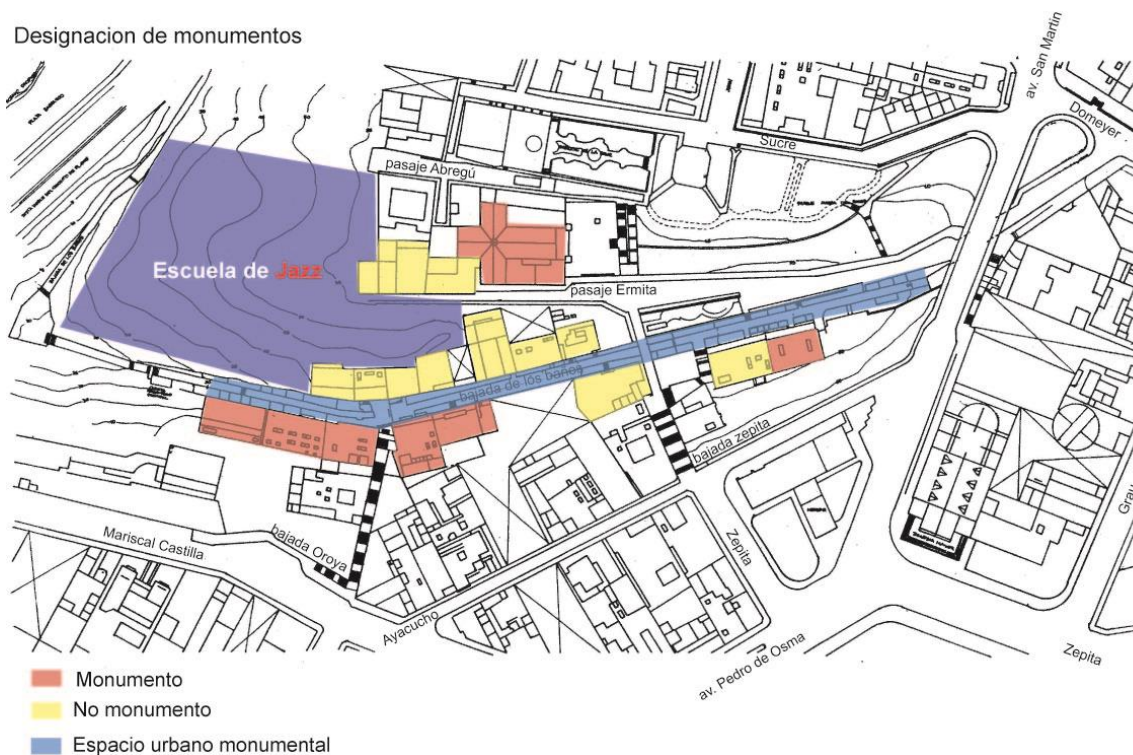 Designacion de monumentos
av. San Martin
Domeyer
Sucre
pasaje Abregú
Escuela de Jazz
pasaje Ermita
bajada de los baños
bajada zepita
Mariscal Castilla
bajada Oroya
Zepita
Grau
Ayacucho
av. Pedro de Osma
Zepita
Monumento
No monumento
Espacio urbano monumental